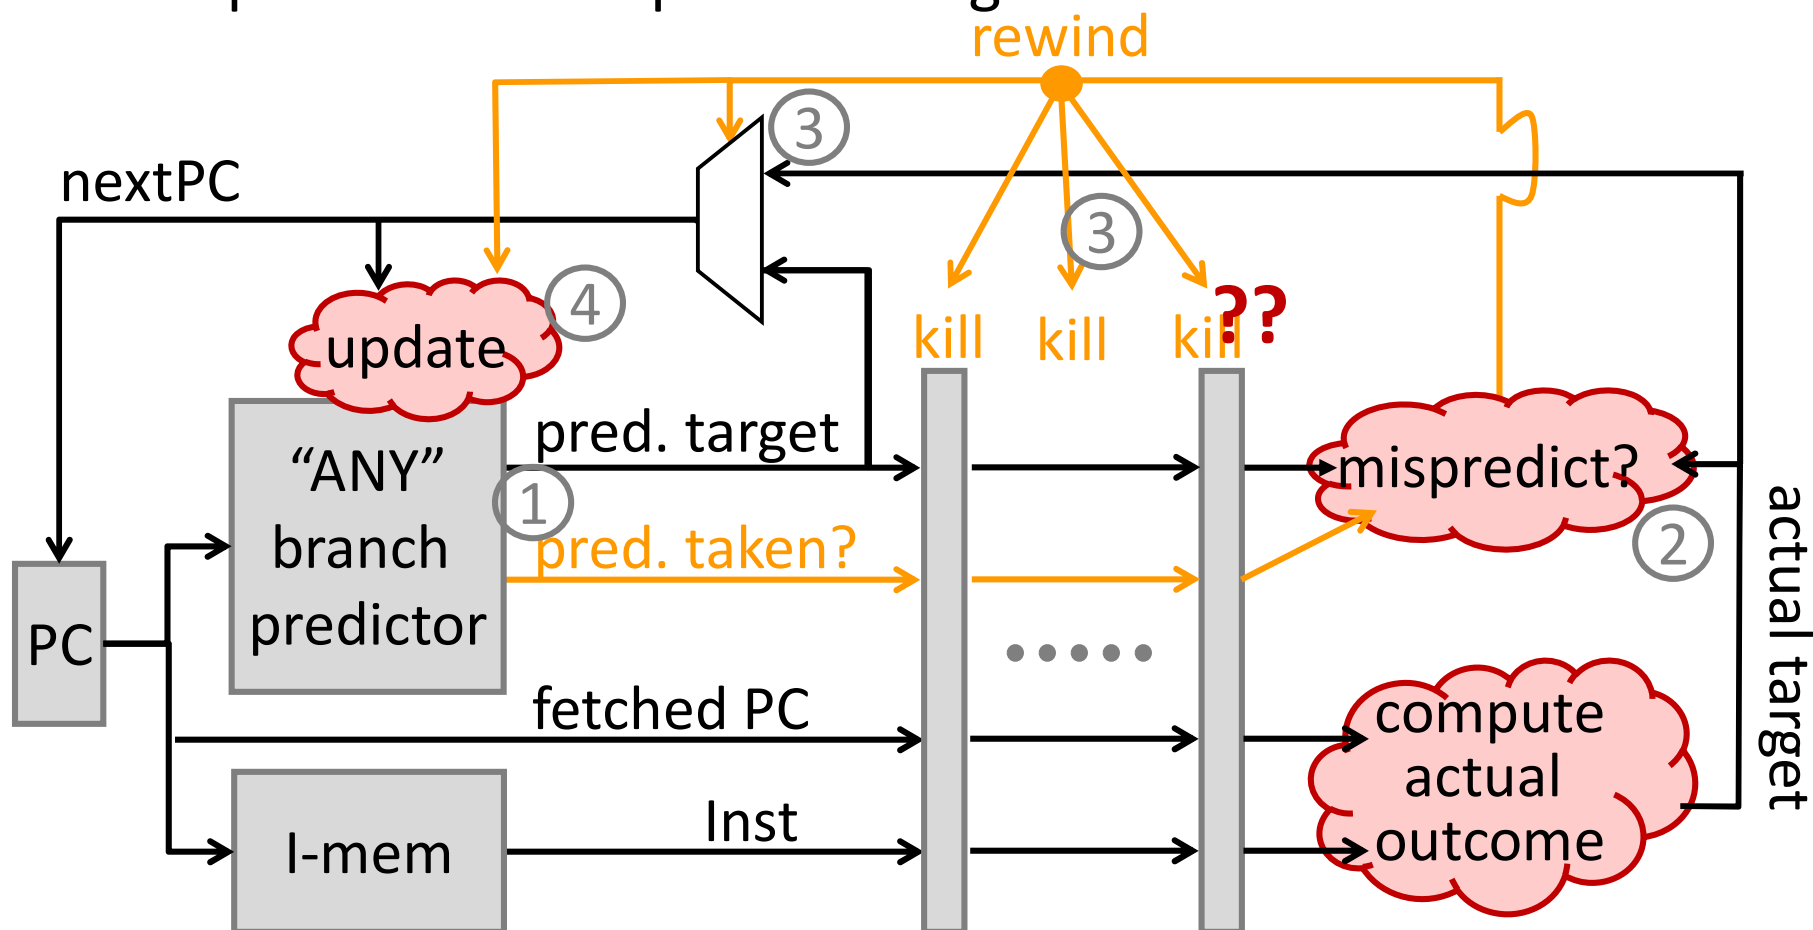 rewind
3
nextPC
3
4
kill kill kill ??
update
pred. target
"ANY"
branch
predictor
1
pred. taken?
mispredict?
2
actual target
PC
fetched PC
compute
actual
outcome
Inst
I-mem